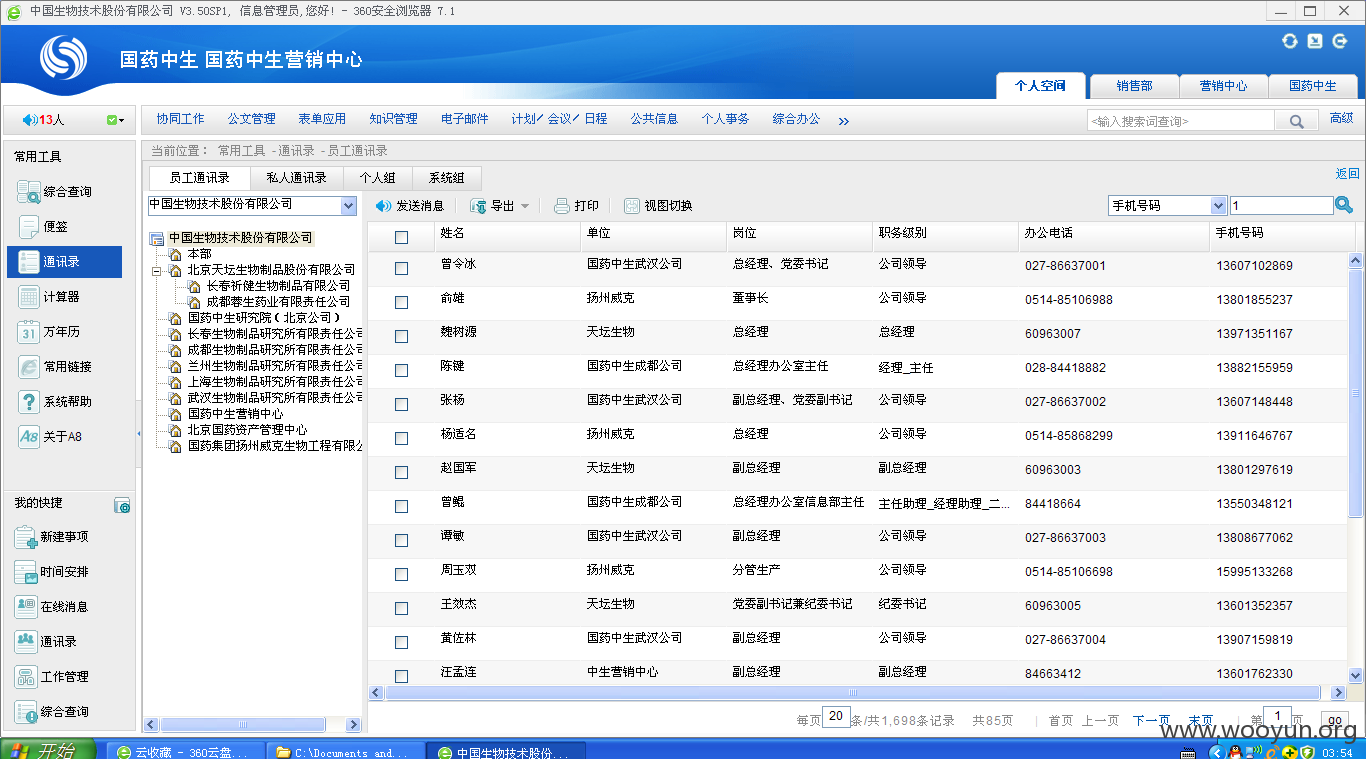 中国生物技术股份有限公司 V3.50SP1, 信息管理员,您好! - 360安全浏览器 7.1
国药中生 国药中生营销中心
个人空间 销售部 营销中心 国药中生
13人
协同工作 公文管理 表单应用 知识管理 电子邮件 计划/会议/日程 公共信息 个人事务 综合办公 »
<输入搜索词查询> 高级
常用工具
综合查询
便签
通讯录
计算器
31 万年历
常用链接
? 系统帮助
A8 关于A8
我的快捷
新建事项
时间安排
在线消息
通讯录
工作管理
综合查询
当前位置: 常用工具 - 通讯录 - 员工通讯录
员工通讯录 私人通讯录 个人组 系统组 返回
中国生物技术股份有限公司
中国生物技术股份有限公司
本部
北京天坛生物制品股份有限公司
长春祈健生物制品有限公司
成都蓉生药业有限责任公司
国药中生研究院(北京公司)
长春生物制品研究所有限责任公
成都生物制品研究所有限责任公
兰州生物制品研究所有限责任公
上海生物制品研究所有限责任公
武汉生物制品研究所有限责任公
国药中生营销中心
北京国药资产管理中心
国药集团扬州威克生物工程有限公
发送消息 导出 打印 视图切换 手机号码 1
姓名 单位 岗位 职务级别 办公电话 手机号码
曾令冰 国药中生武汉公司 总经理、党委书记 公司领导 027-86637001 13607102869
俞雄 扬州威克 董事长 公司领导 0514-85106988 13801855237
魏树源 天坛生物 总经理 总经理 60963007 13971351167
陈键 国药中生成都公司 总经理办公室主任 经理_主任 028-84418882 13882155959
张杨 国药中生武汉公司 副总经理、党委副书记 公司领导 027-86637002 13607148448
杨适名 扬州威克 总经理 公司领导 0514-85868299 13911646767
赵国军 天坛生物 副总经理 副总经理 60963003 13801297619
曾鲲 国药中生成都公司 总经理办公室信息部主任 主任助理_经理助理_二... 84418664 13550348121
谭敏 国药中生武汉公司 副总经理 公司领导 027-86637003 13808677062
周玉双 扬州威克 分管生产 公司领导 0514-85106698 15995133268
王效杰 天坛生物 党委副书记兼纪委书记 纪委书记 60963005 13601352357
黄佐林 国药中生武汉公司 副总经理 公司领导 027-86637004 13907159819
汪孟连 中生营销中心 副总经理 副总经理 84663412 13601762330
每页 20 条/共1,698条记录 共85页 | 首页 上一页 下一页 末页 | 第 1 页 go
www.wooyun.org
开始 云收藏 - 360云盘... C:\Documents and... 中国生物技术股份... 03:54